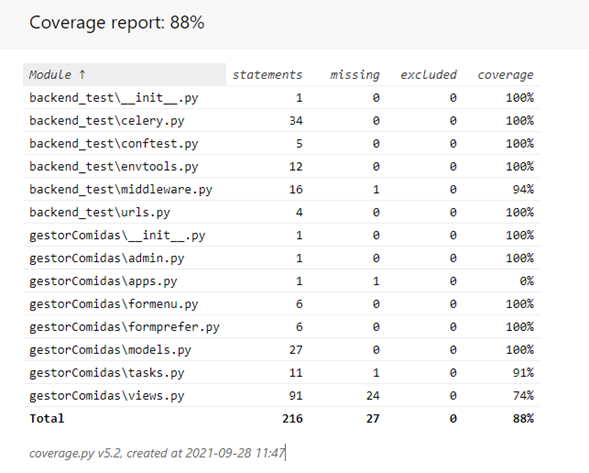 Coverage report: 88%
Module ↑ statements missing excluded coverage
backend_test\__init__.py 1 0 0 100%
backend_test\celery.py 34 0 0 100%
backend_test\conftest.py 5 0 0 100%
backend_test\envtools.py 12 0 0 100%
backend_test\middleware.py 16 1 0 94%
backend_test\urls.py 4 0 0 100%
gestorComidas\__init__.py 1 0 0 100%
gestorComidas\admin.py 1 0 0 100%
gestorComidas\apps.py 1 1 0 0%
gestorComidas\formenu.py 6 0 0 100%
gestorComidas\formprefer.py 6 0 0 100%
gestorComidas\models.py 27 0 0 100%
gestorComidas\tasks.py 11 1 0 91%
gestorComidas\views.py 91 24 0 74%
Total 216 27 0 88%
coverage.py v5.2, created at 2021-09-28 11:47